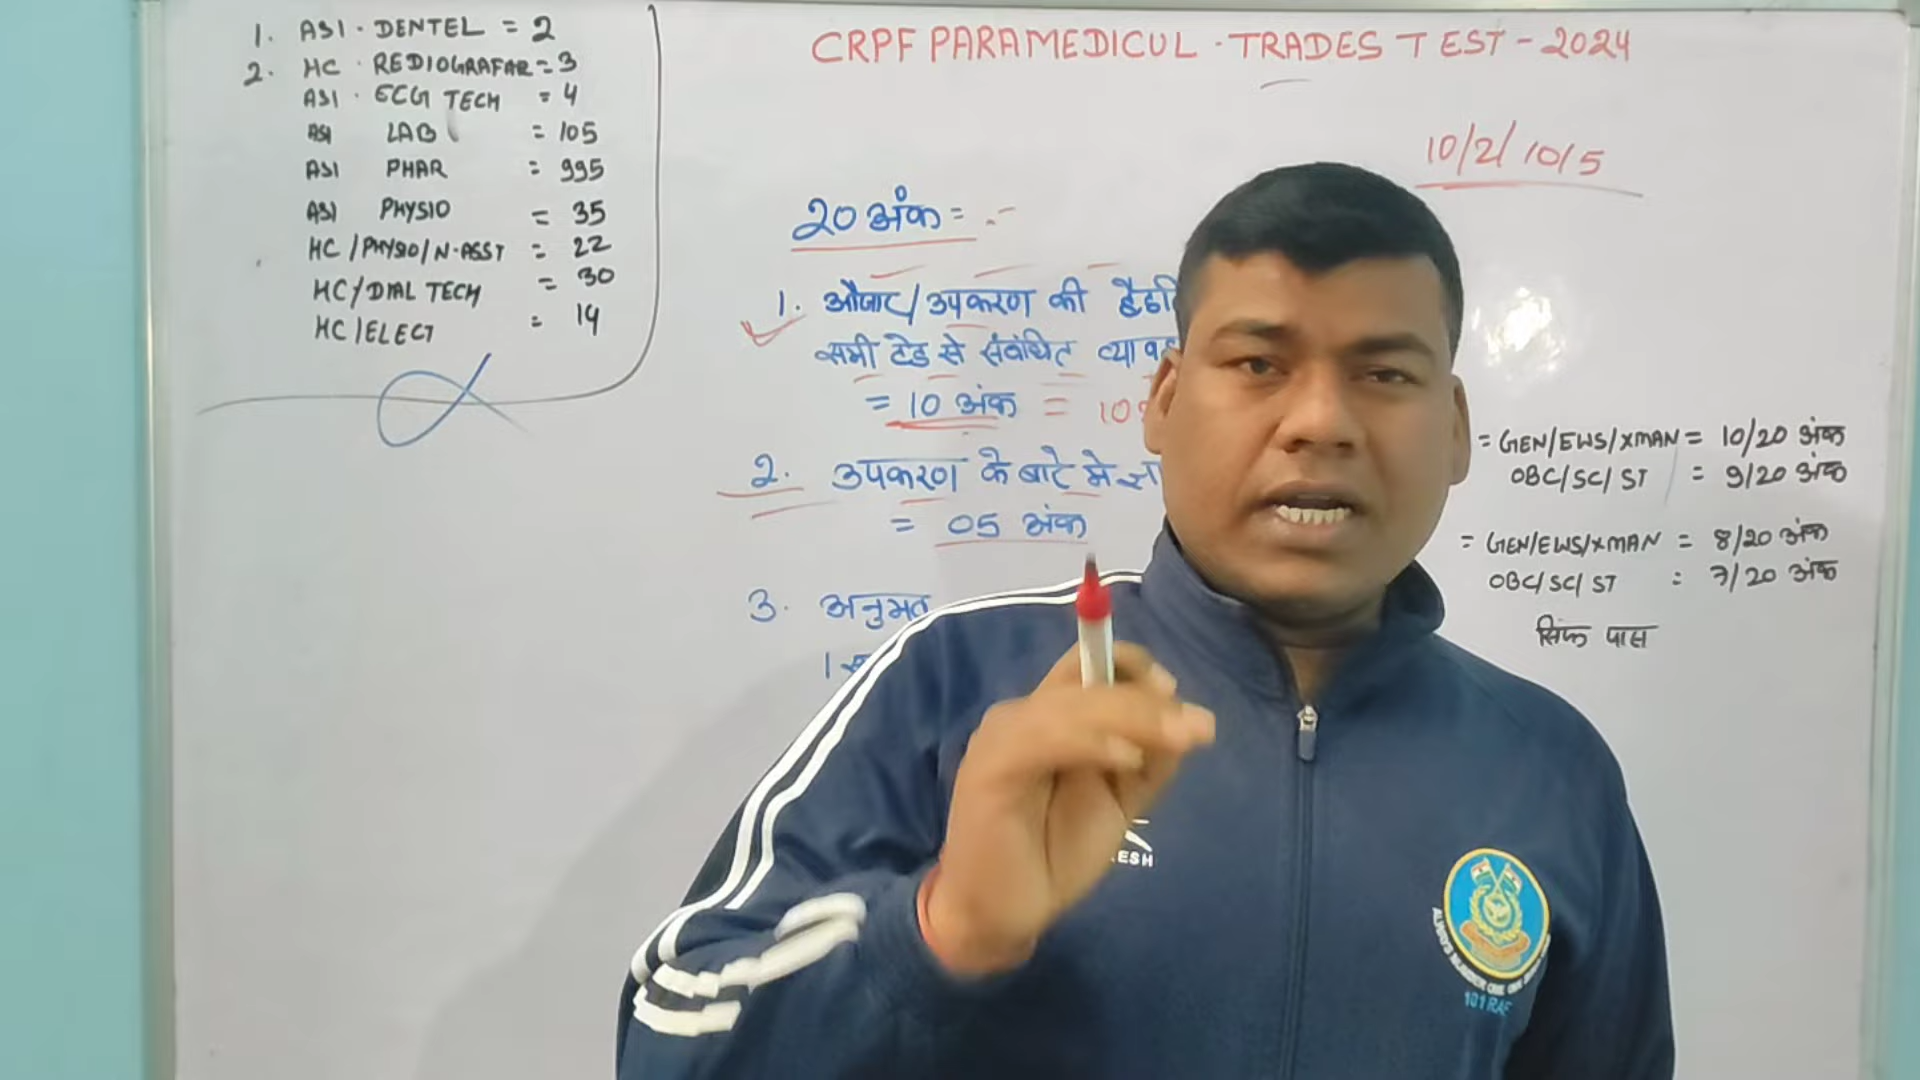 1. ASI · DENTEL = 2
2. HC · REDIOGRAFAR = 3
ASI · ECG TECH = 4
ASI LAB = 105
ASI PHAR = 995
ASI PHYSIO = 35
HC / PHYSIO / N-ASST = 22
HC / DIAL TECH = 30
HC / ELECT = 14
CRPF PARAMEDICUL · TRADES TEST - 2024
10/2/10/5
20 अंक = -
1. औजार/उपकरण की
सभी ट्रेड से संबंधित
= 10 अंक = 10
2. उपकरण के बारे मे
= 05 अंक
3. अनुभव
1
= GEN/EWS/XMAN = 10/20 अंक
OBC/SC/ST = 9/20 अंक
= GEN/EWS/XMAN = 8/20 अंक
OBC/SC/ST : 7/20 अंक
सिर्फ पास
ESH
101 RAF